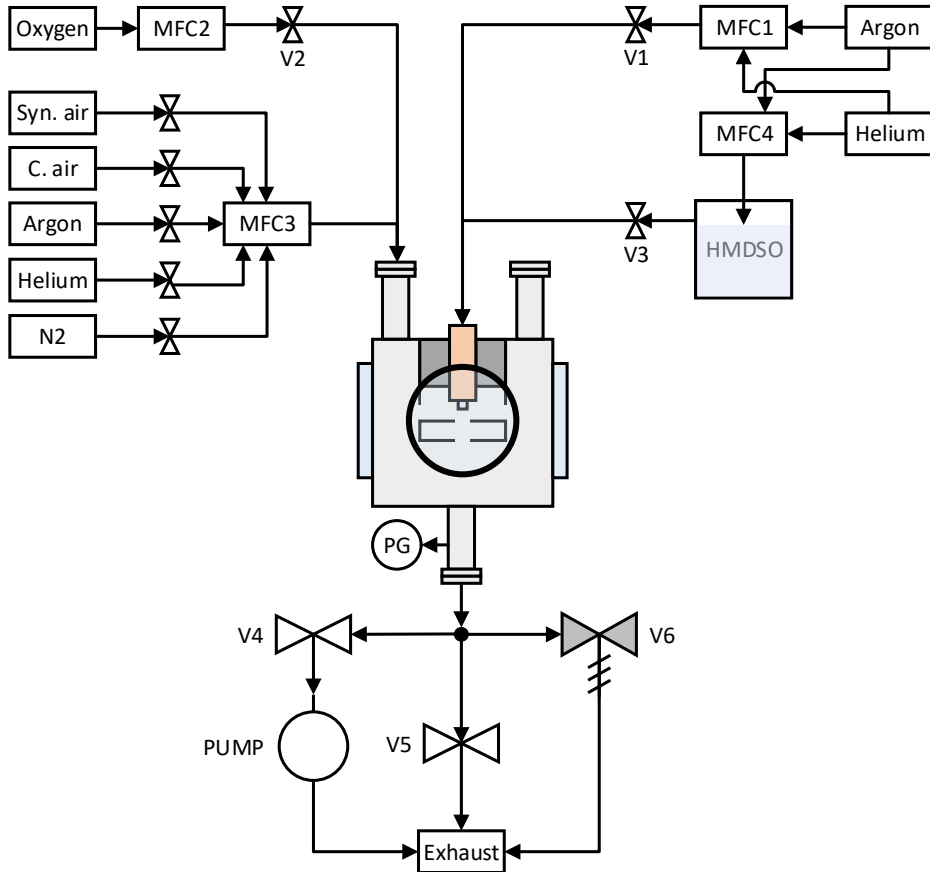 Oxygen
MFC2
V2
V1
MFC1
Argon
Syn. air
C. air
Argon
Helium
N2
MFC3
MFC4
Helium
V3
HMDSO
PG
V4
V6
PUMP
V5
Exhaust